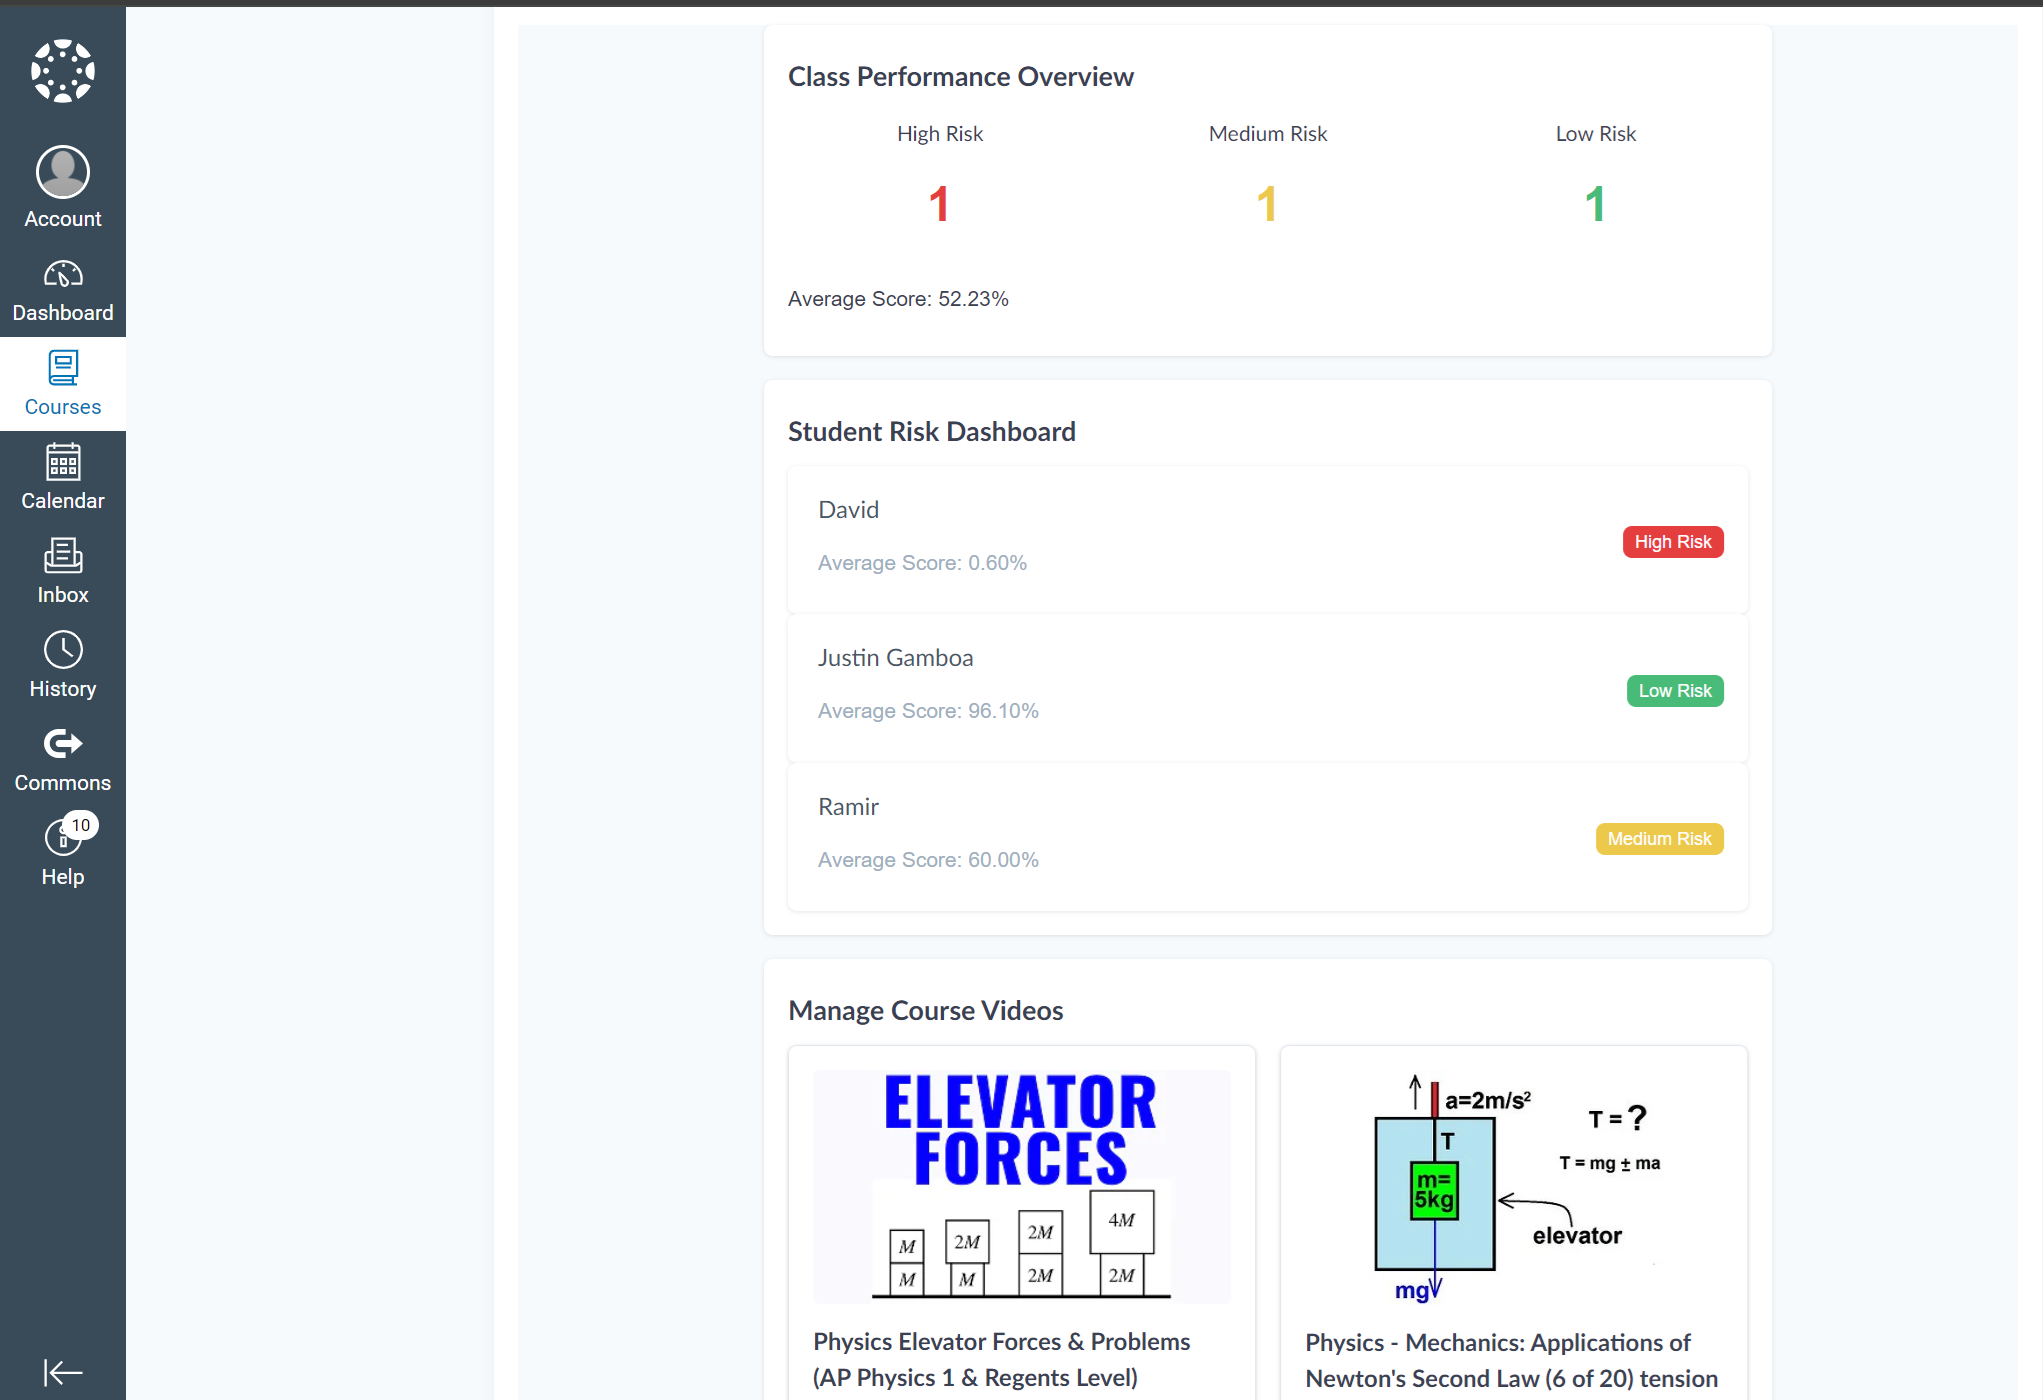 Account
Dashboard
Courses
Calendar
Inbox
History
Commons
10
Help
Class Performance Overview
High Risk
Medium Risk
Low Risk
1
1
1
Average Score: 52.23%
Student Risk Dashboard
David
Average Score: 0.60%
High Risk
Justin Gamboa
Average Score: 96.10%
Low Risk
Ramir
Average Score: 60.00%
Medium Risk
Manage Course Videos
ELEVATOR
FORCES
M
M
2M
M
2M
2M
4M
2M
Physics Elevator Forces & Problems
(AP Physics 1 & Regents Level)
a=2m/s²
T = ?
T
T = mg ± ma
m=
5kg
elevator
mg
Physics - Mechanics: Applications of
Newton's Second Law (6 of 20) tension